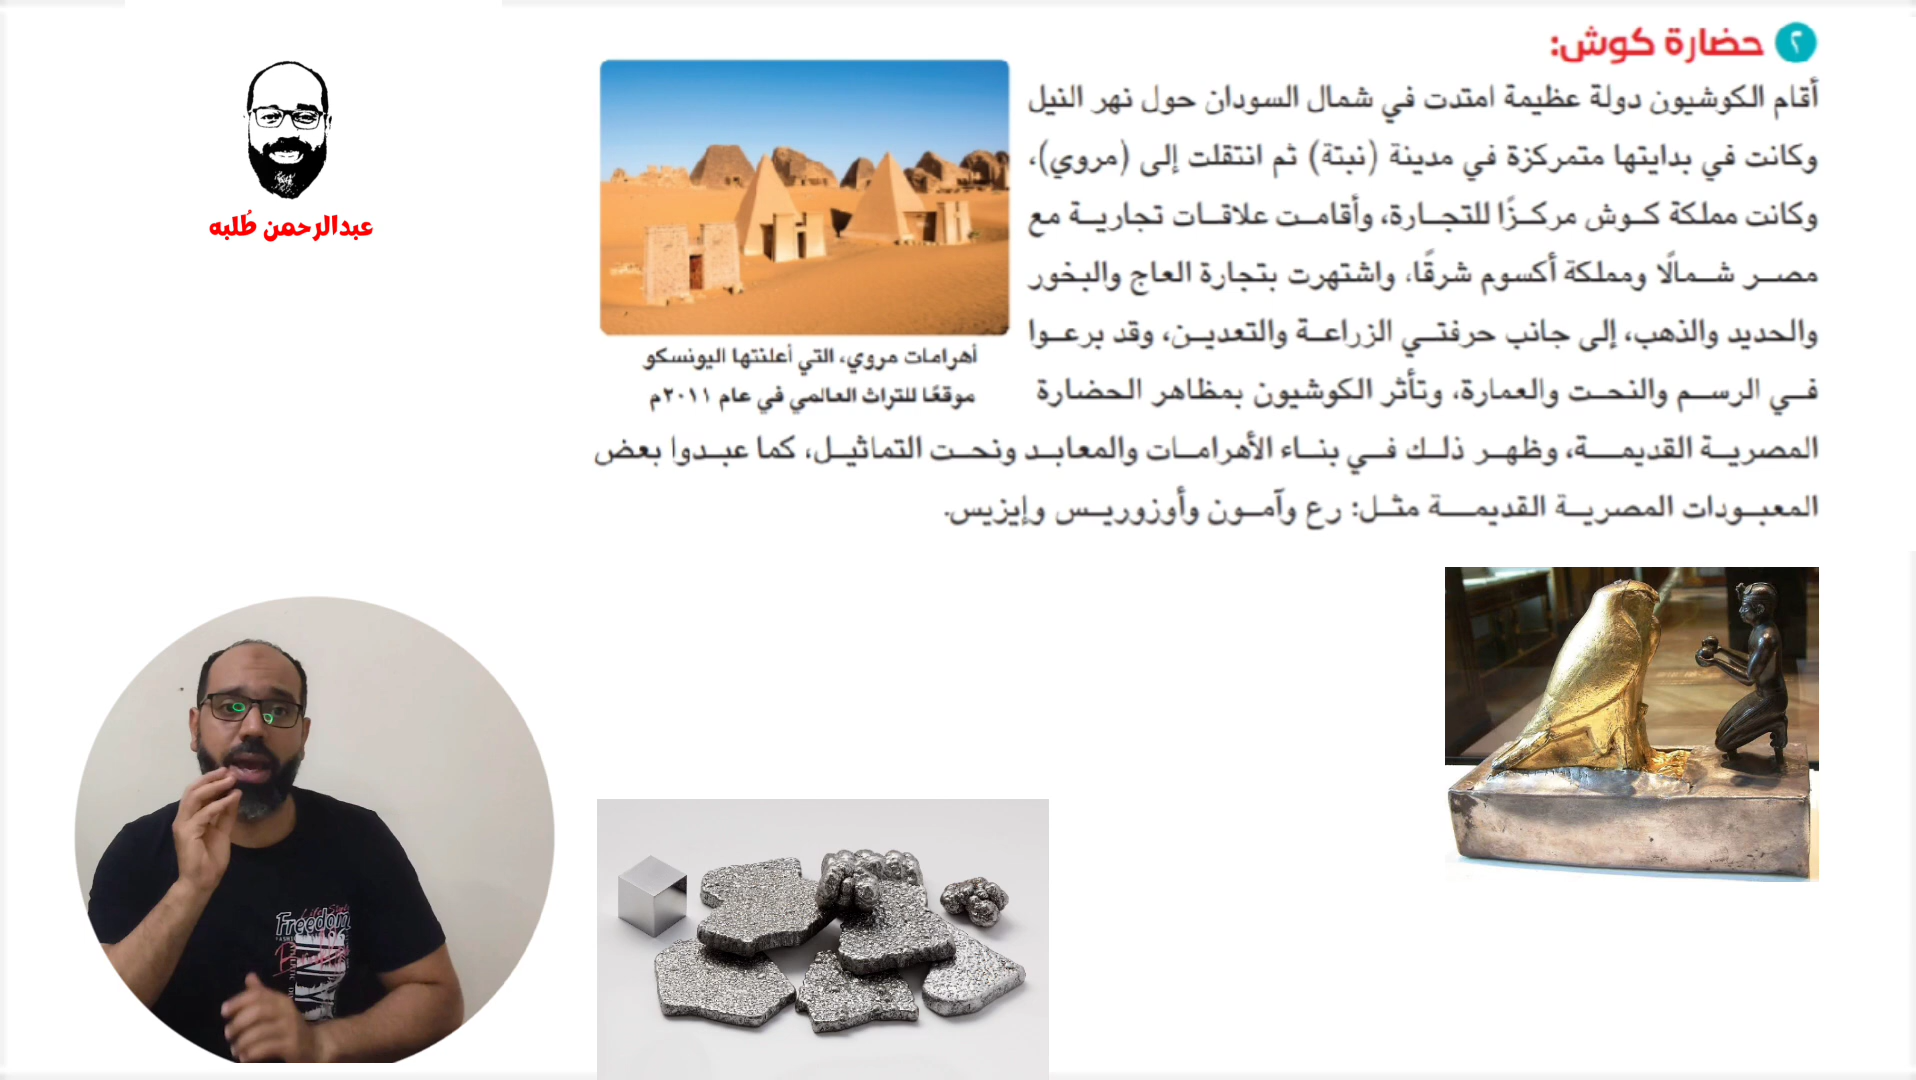 ٢ حضارة كوش:
أقام الكوشيون دولة عظيمة امتدت في شمال السودان حول نهر النيل
وكانت في بدايتها متمركزة في مدينة (نبتة) ثم انتقلت إلى (مروي)،
وكانت مملكة كوش مركزًا للتجارة، وأقامت علاقات تجارية مع
مصر شمالًا ومملكة أكسوم شرقًا، واشتهرت بتجارة العاج والبخور
والحديد والذهب، إلى جانب حرفتي الزراعة والتعدين، وقد برعوا
في الرسم والنحت والعمارة، وتأثر الكوشيون بمظاهر الحضارة
المصرية القديمة، وظهر ذلك في بناء الأهرامات والمعابد ونحت التماثيل، كما عبدوا بعض
المعبودات المصرية القديمة مثل: رع وآمون وأوزوريس وإيزيس.
أهرامات مروي، التي أعلنتها اليونسكو
موقعًا للتراث العالمي في عام ٢٠١١م
عبدالرحمن طُلبه
Life Style
Freedom